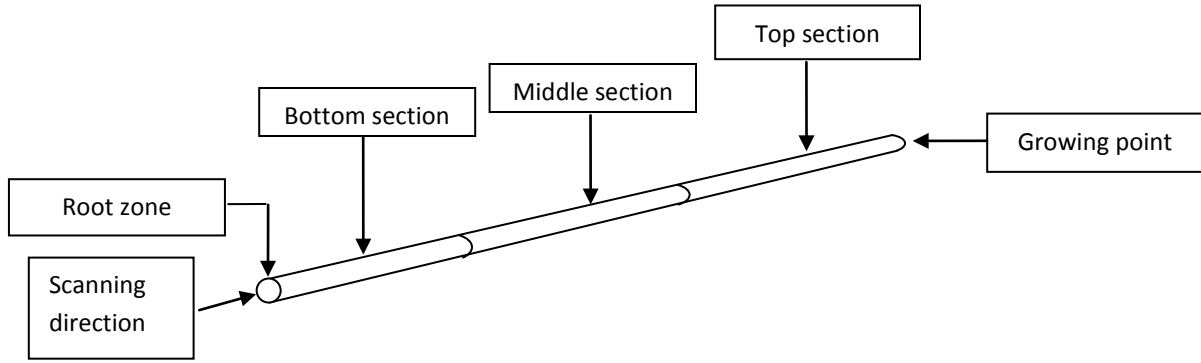 Top section
Middle section
Bottom section
Growing point
Root zone
Scanning
direction